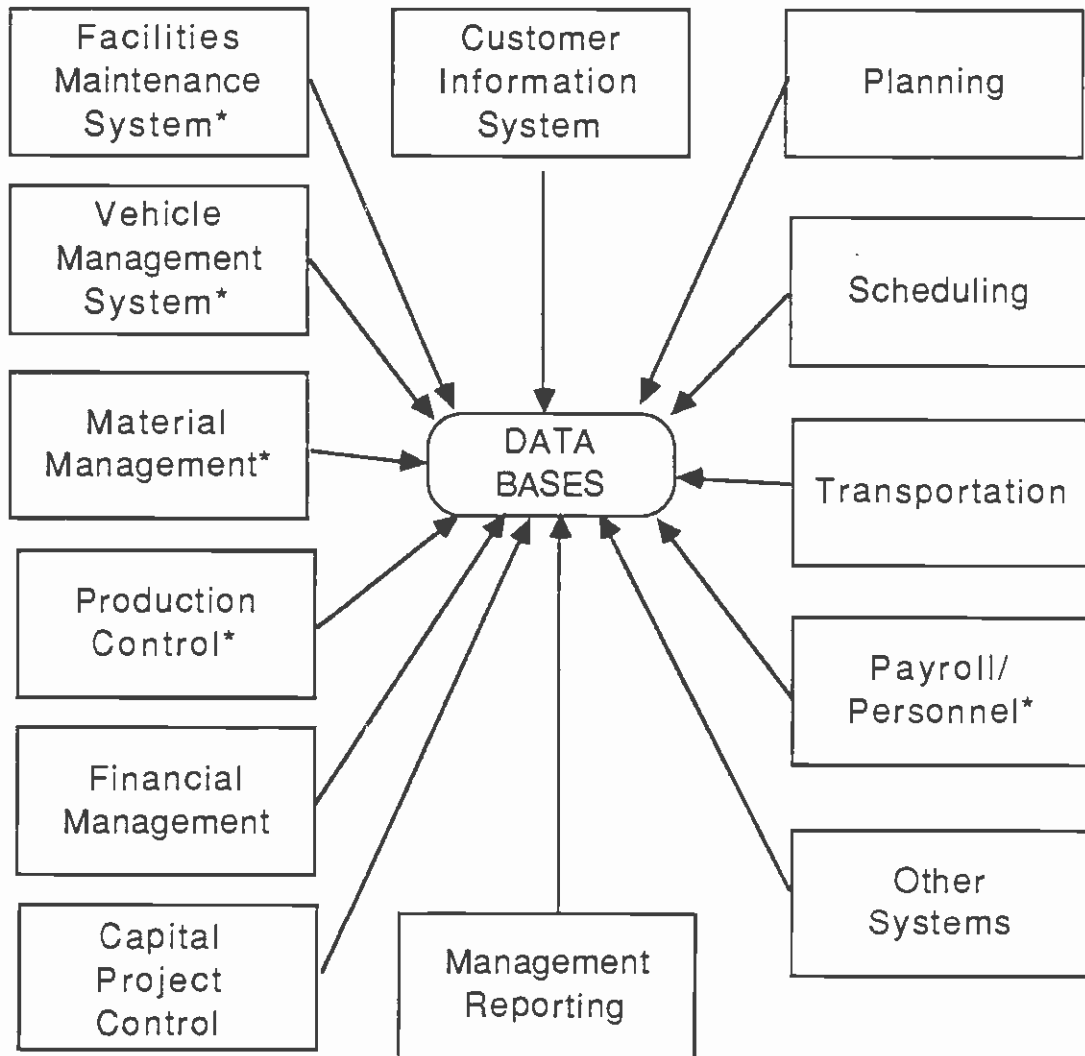 Facilities
Maintenance
System*
Customer
Information
System
Planning
Vehicle
Management
System*
Scheduling
Material
Management*
DATA
BASES
Transportation
Production
Control*
Payroll/
Personnel*
Financial
Management
Other
Systems
Capital
Project
Control
Management
Reporting